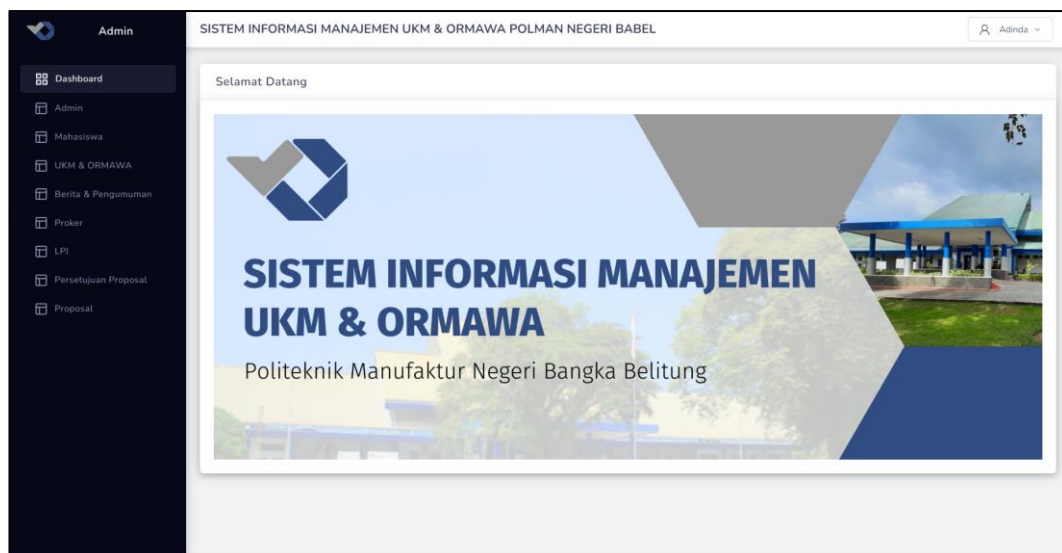 Admin
SISTEM INFORMASI MANAJEMEN UKM & ORMAWA POLMAN NEGERI BABEL
Adinda
Dashboard
Admin
Mahasiswa
UKM & ORMAWA
Berita & Pengumuman
Proker
LPJ
Persetujuan Proposal
Proposal
Selamat Datang
SISTEM INFORMASI MANAJEMEN
UKM & ORMAWA
Politeknik Manufaktur Negeri Bangka Belitung